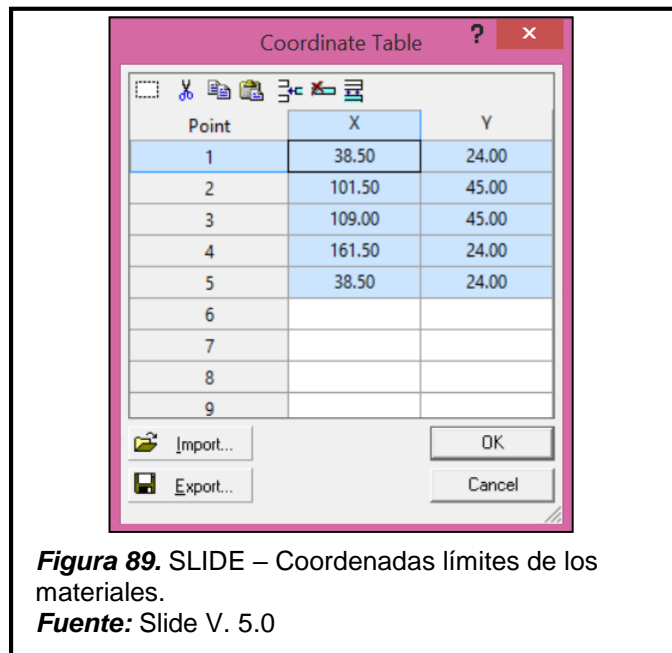 Coordinate Table ? ×
Point X Y
1 38.50 24.00
2 101.50 45.00
3 109.00 45.00
4 161.50 24.00
5 38.50 24.00
6
7
8
9
Import... OK
Export... Cancel
Figura 89. SLIDE – Coordenadas límites de los
materiales.
Fuente: Slide V. 5.0